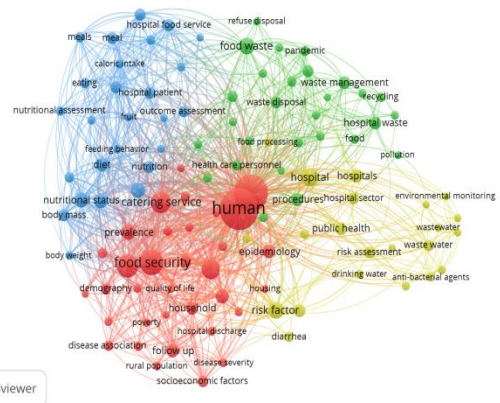 refuse disposal
hospital food service
meals
meal
food waste
pandemic
caloric intake
eating
hospital patient
waste management
recycling
nutritional assessment
fruit
outcome assessment
waste disposal
hospital waste
feeding behavior
food processing
food
diet
nutrition
health care personnel
pollution
hospital
hospitals
nutritional status
catering service
human
procedures
hospital sector
environmental monitoring
body mass
prevalence
public health
wastewater
body weight
food security
epidemiology
risk assessment
waste water
demography
quality of life
housing
drinking water
anti-bacterial agents
household
risk factor
poverty
hospital discharge
diarrhea
disease association
follow up
rural population
disease severity
socioeconomic factors
viewer